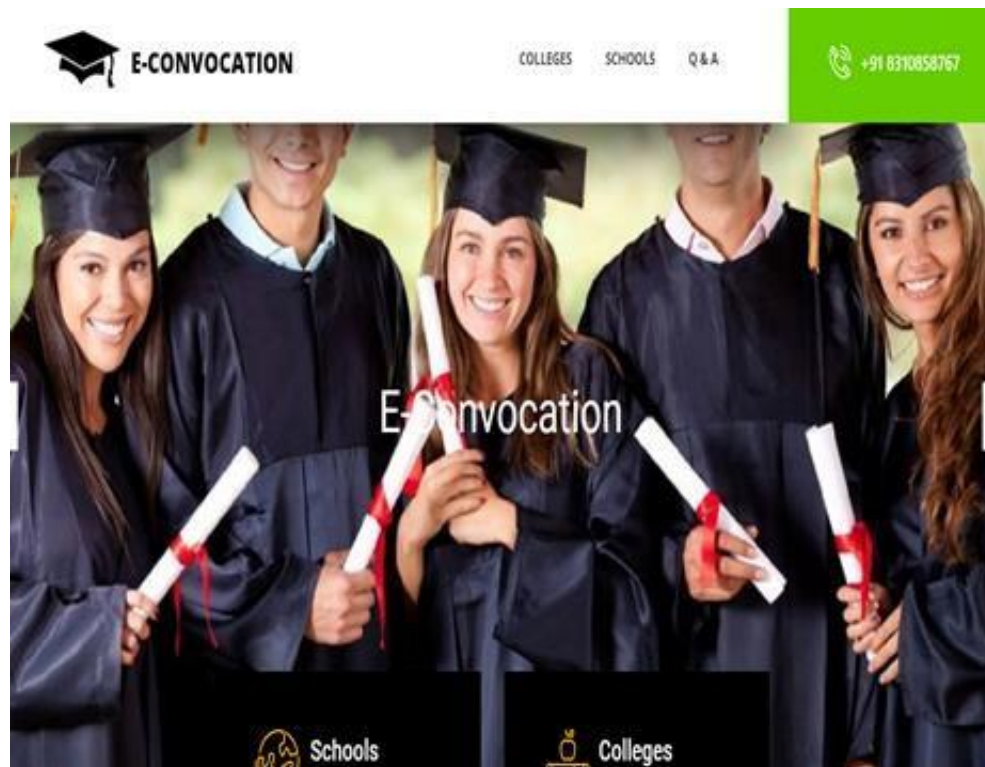 E-CONVOCATION
COLLEGES SCHOOLS Q & A
+91 8310858767
E-Convocation
Schools
Colleges